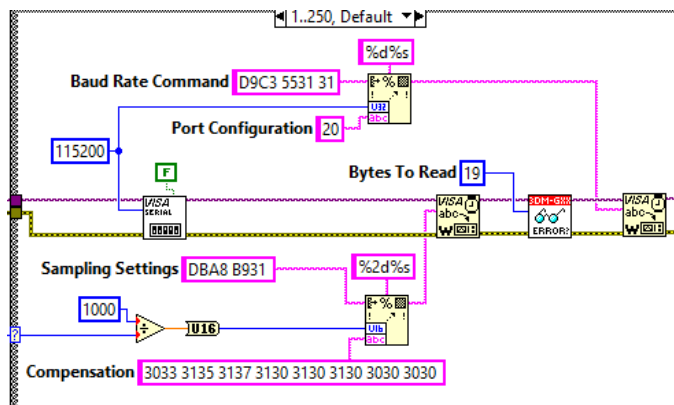 1..250, Default
%d%s
Baud Rate Command D9C3 5531 31
U32
abc
Port Configuration 20
115200
Bytes To Read 19
F
VISA
SERIAL
VISA
abc
W
3DM-GX
ERROR?
VISA
abc
W
Sampling Settings DBA8 B931
%2d%s
1000
U16
U16
abc
?
Compensation 3033 3135 3137 3130 3130 3130 3030 3030